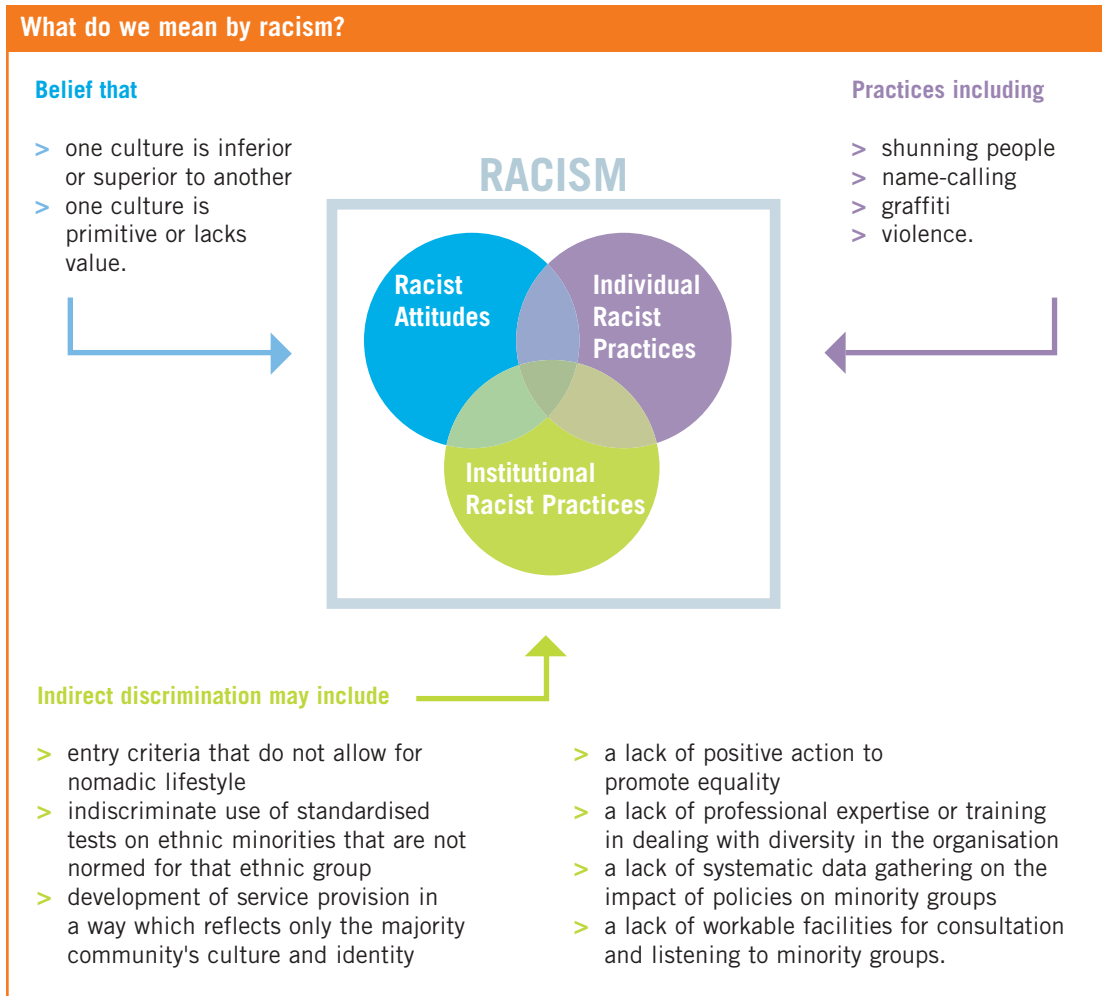 What do we mean by racism?
Belief that
> one culture is inferior
or superior to another
> one culture is
primitive or lacks
value.
Practices including
> shunning people
> name-calling
> graffiti
> violence.
RACISM
Racist
Attitudes
Individual
Racist
Practices
Institutional
Racist Practices
Indirect discrimination may include
> entry criteria that do not allow for
nomadic lifestyle
> indiscriminate use of standardised
tests on ethnic minorities that are not
normed for that ethnic group
> development of service provision in
a way which reflects only the majority
community's culture and identity
> a lack of positive action to
promote equality
> a lack of professional expertise or training
in dealing with diversity in the organisation
> a lack of systematic data gathering on the
impact of policies on minority groups
> a lack of workable facilities for consultation
and listening to minority groups.